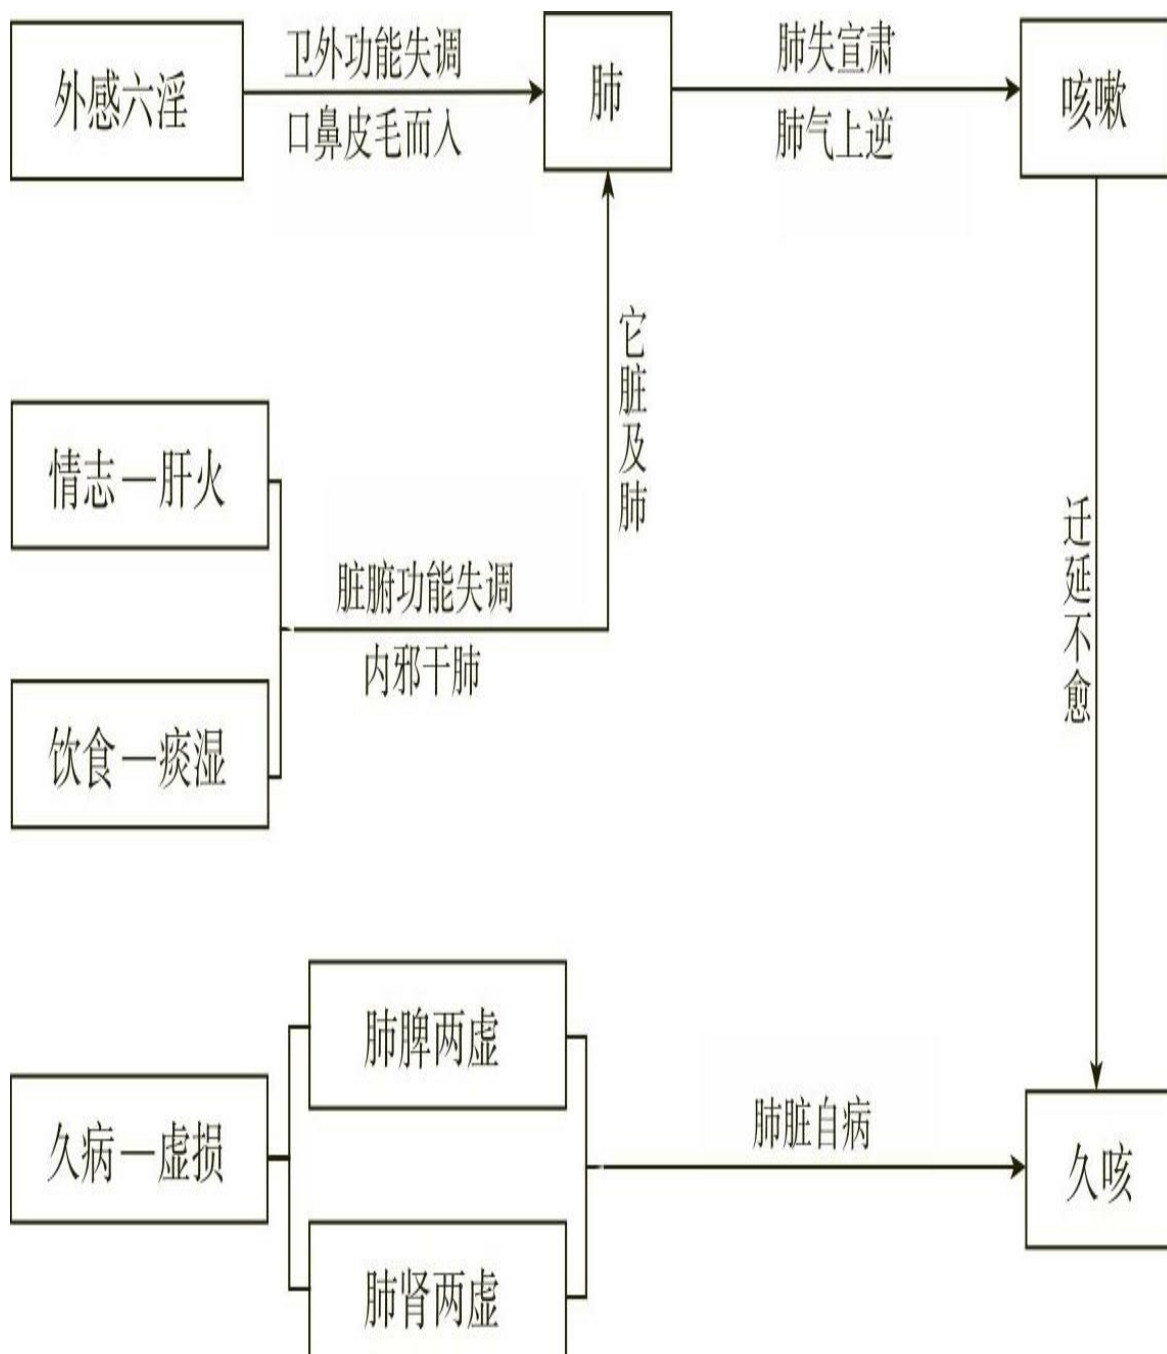 外感六淫
卫外功能失调
口鼻皮毛而入
肺
肺失宣肃
肺气上逆
咳嗽
它脏及肺
情志—肝火
脏腑功能失调
内邪干肺
饮食—痰湿
迁延不愈
肺脾两虚
久病—虚损
肺脏自病
久咳
肺肾两虚